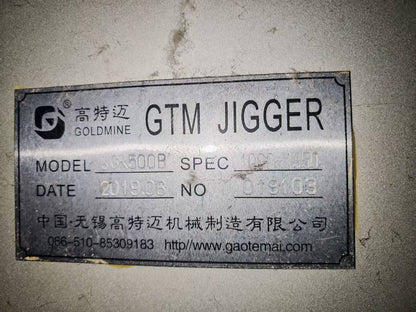 ® 高特迈 GTM JIGGER
GOLDMINE
MODEL SPEC
DATE 2019.03 NO
中国·无锡高特迈机械制造有限公司
066-510-85309183 http//www.gaotemai.com